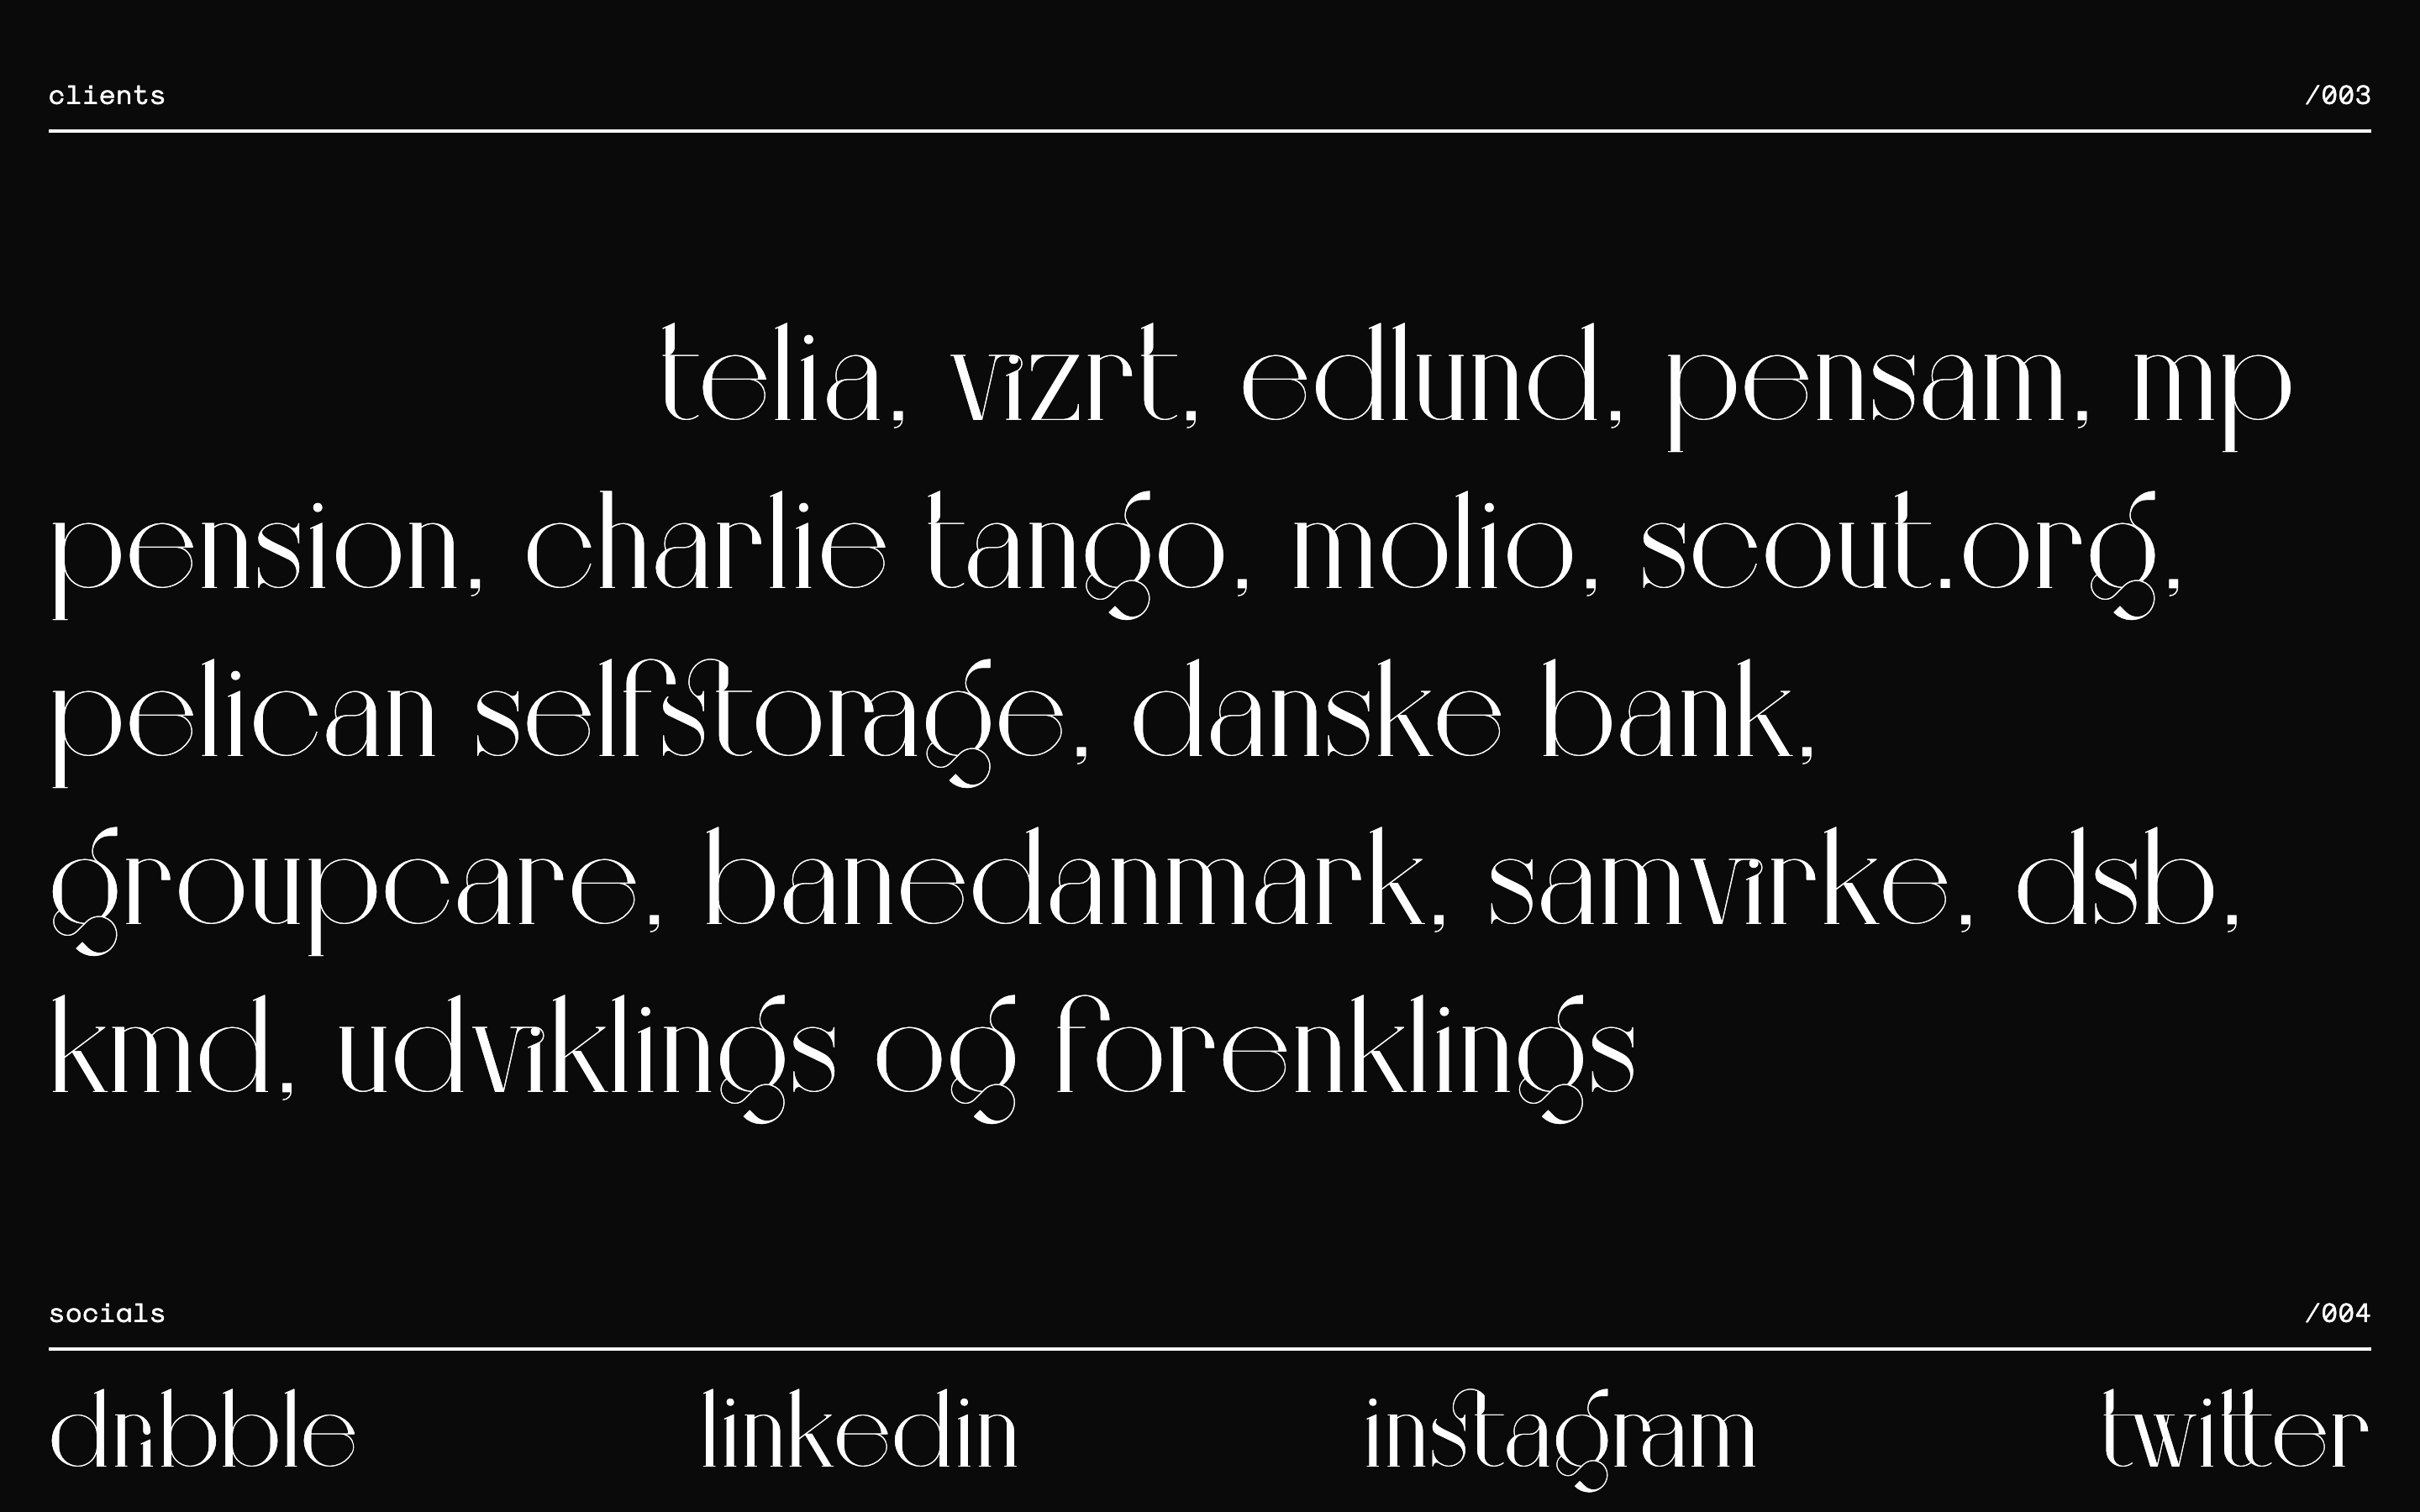 clients /003
telia, vizrt, edlund, pensam, mp
pension, charlie tango, molio, scout.org,
pelican selfstorage, danske bank,
groupcare, banedanmark, samvirke, dsb,
kmd, udviklings og forenklings
socials /004
dribbble linkedin instagram twitter